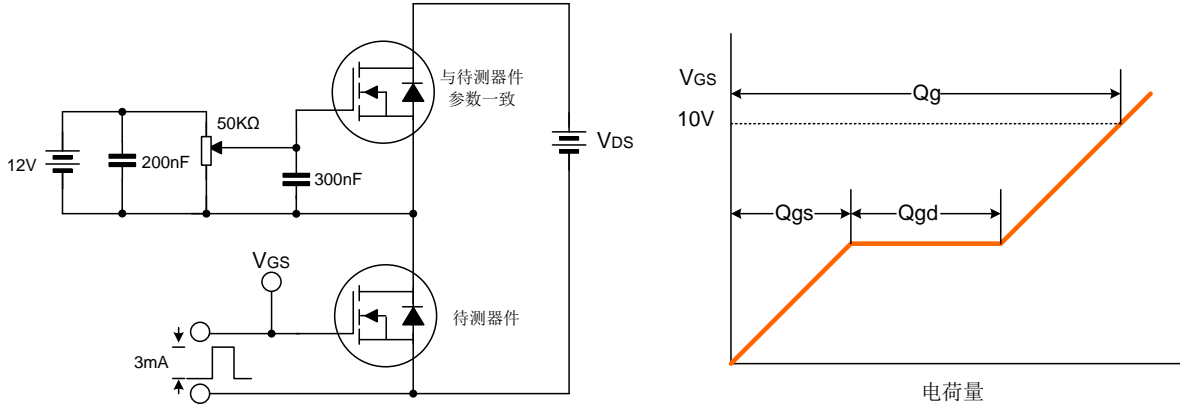 与待测器件
参数一致
50KΩ
12V
200nF
300nF
VDS
VGS
待测器件
3mA
VGS
10V
Qg
Qgs
Qgd
电荷量